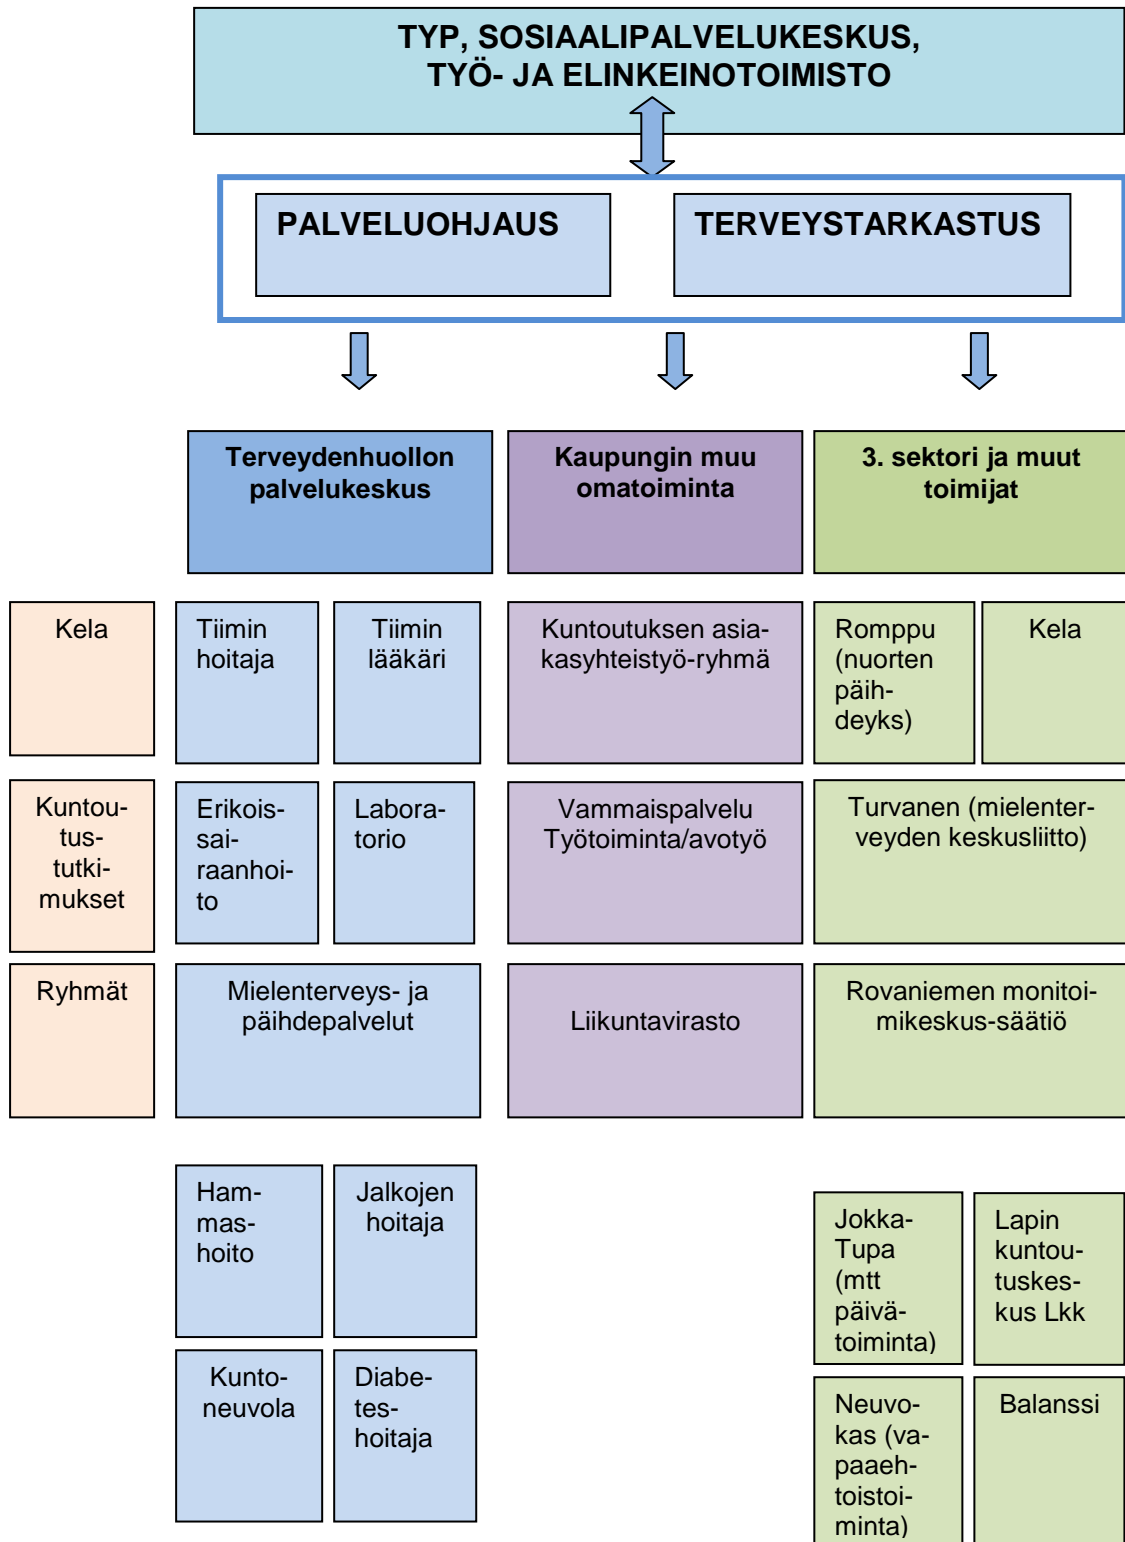 TYP, SOSIAALIPALVELUKESKUS,
TYÖ- JA ELINKEINOTOIMISTO
PALVELUOHJAUS
TERVEYSTARKASTUS
Terveydenhuollon
palvelukeskus
Kaupungin muu
omatoiminta
3. sektori ja muut
toimijat
Kela
Tiimin
hoitaja
Tiimin
lääkäri
Kuntoutuksen asia-
kasyhteistyö-ryhmä
Romppu
(nuorten
päih-
deyks)
Kela
Kuntou-
tus-
tutki-
mukset
Erikois-
sai-
raanhoi-
to
Labora-
torio
Vammaispalvelu
Työtoiminta/avotyö
Turvanen (mielenter-
veyden keskusliitto)
Ryhmät
Mielenterveys- ja
päihdepalvelut
Liikuntavirasto
Rovaniemen monitoi-
mikeskus-säätiö
Ham-
mas-
hoito
Jalkojen
hoitaja
Jokka-
Tupa
(mtt
päivä-
toiminta)
Lapin
kuntou-
tuskes-
kus Lkk
Kunto-
neuvola
Diabe-
tes-
hoitaja
Neuvo-
kas (va-
paaeh-
toistoi-
minta)
Balanssi